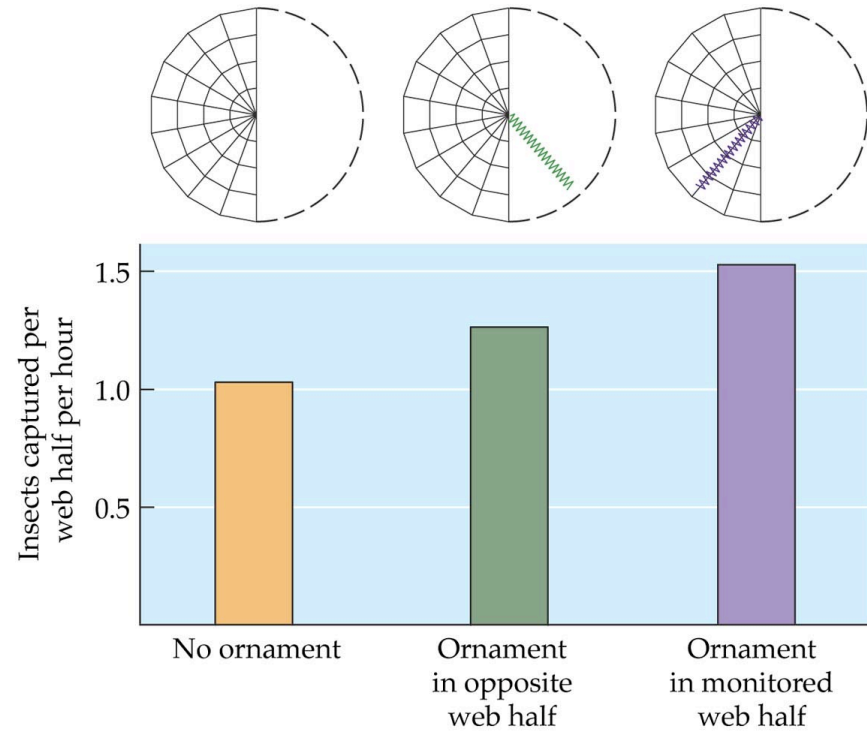 Insects captured per
web half per hour
1.5
1.0
0.5
No ornament
Ornament
in opposite
web half
Ornament
in monitored
web half